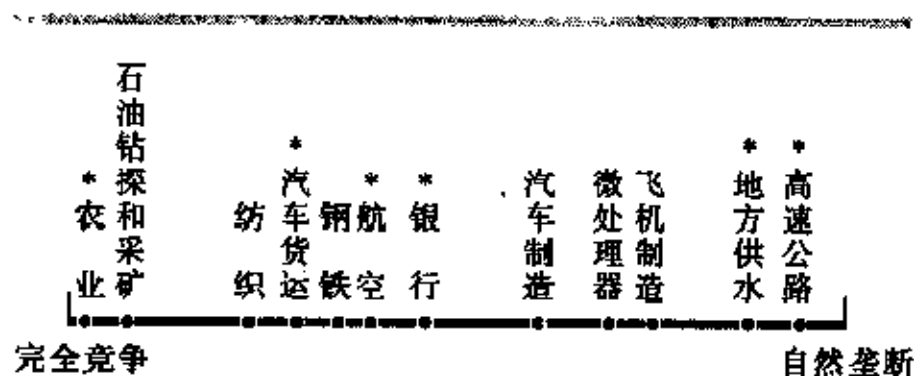 *农业
石油钻探和采矿
纺织
*汽车货运
钢铁
*航空
*银行
汽车制造
微处理器
飞机制造
*地方供水
*高速公路
完全竞争
自然垄断